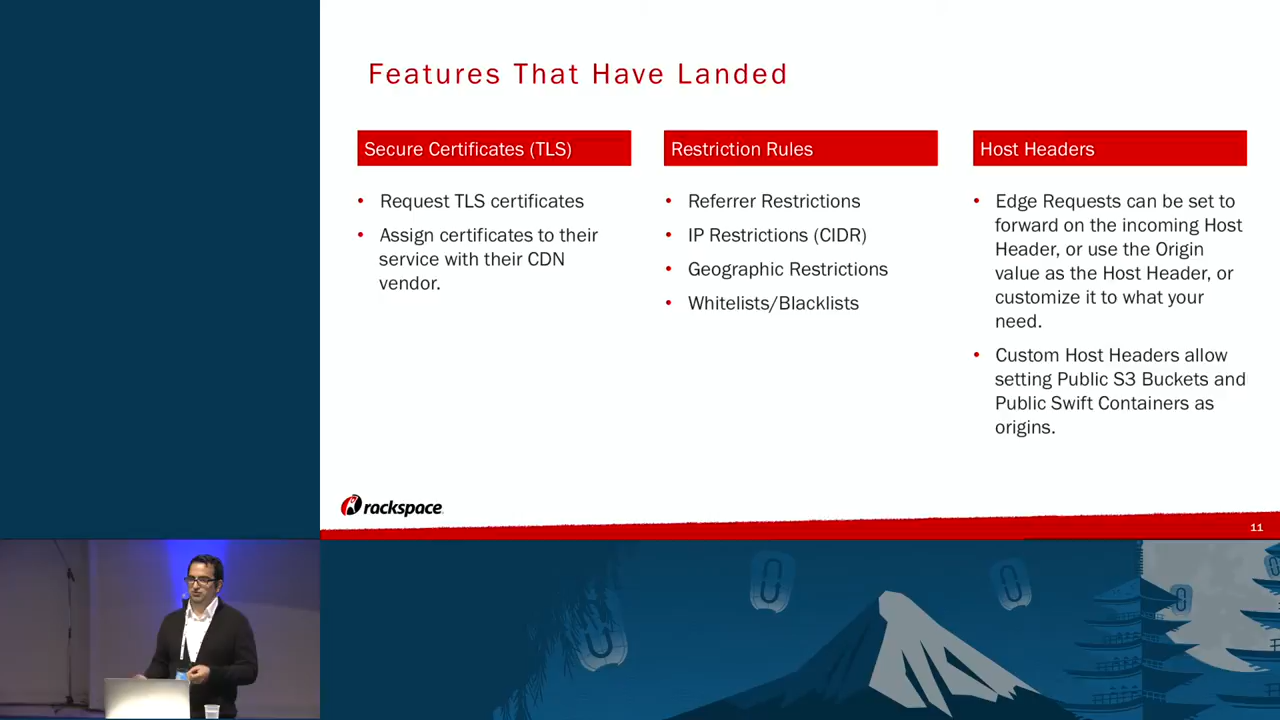 Features That Have Landed
Secure Certificates (TLS)
• Request TLS certificates
• Assign certificates to their
service with their CDN
vendor.
Restriction Rules
• Referrer Restrictions
• IP Restrictions (CIDR)
• Geographic Restrictions
• Whitelists/Blacklists
Host Headers
• Edge Requests can be set to
forward on the incoming Host
Header, or use the Origin
value as the Host Header, or
customize it to what your
need.
• Custom Host Headers allow
setting Public S3 Buckets and
Public Swift Containers as
origins.
rackspace
11